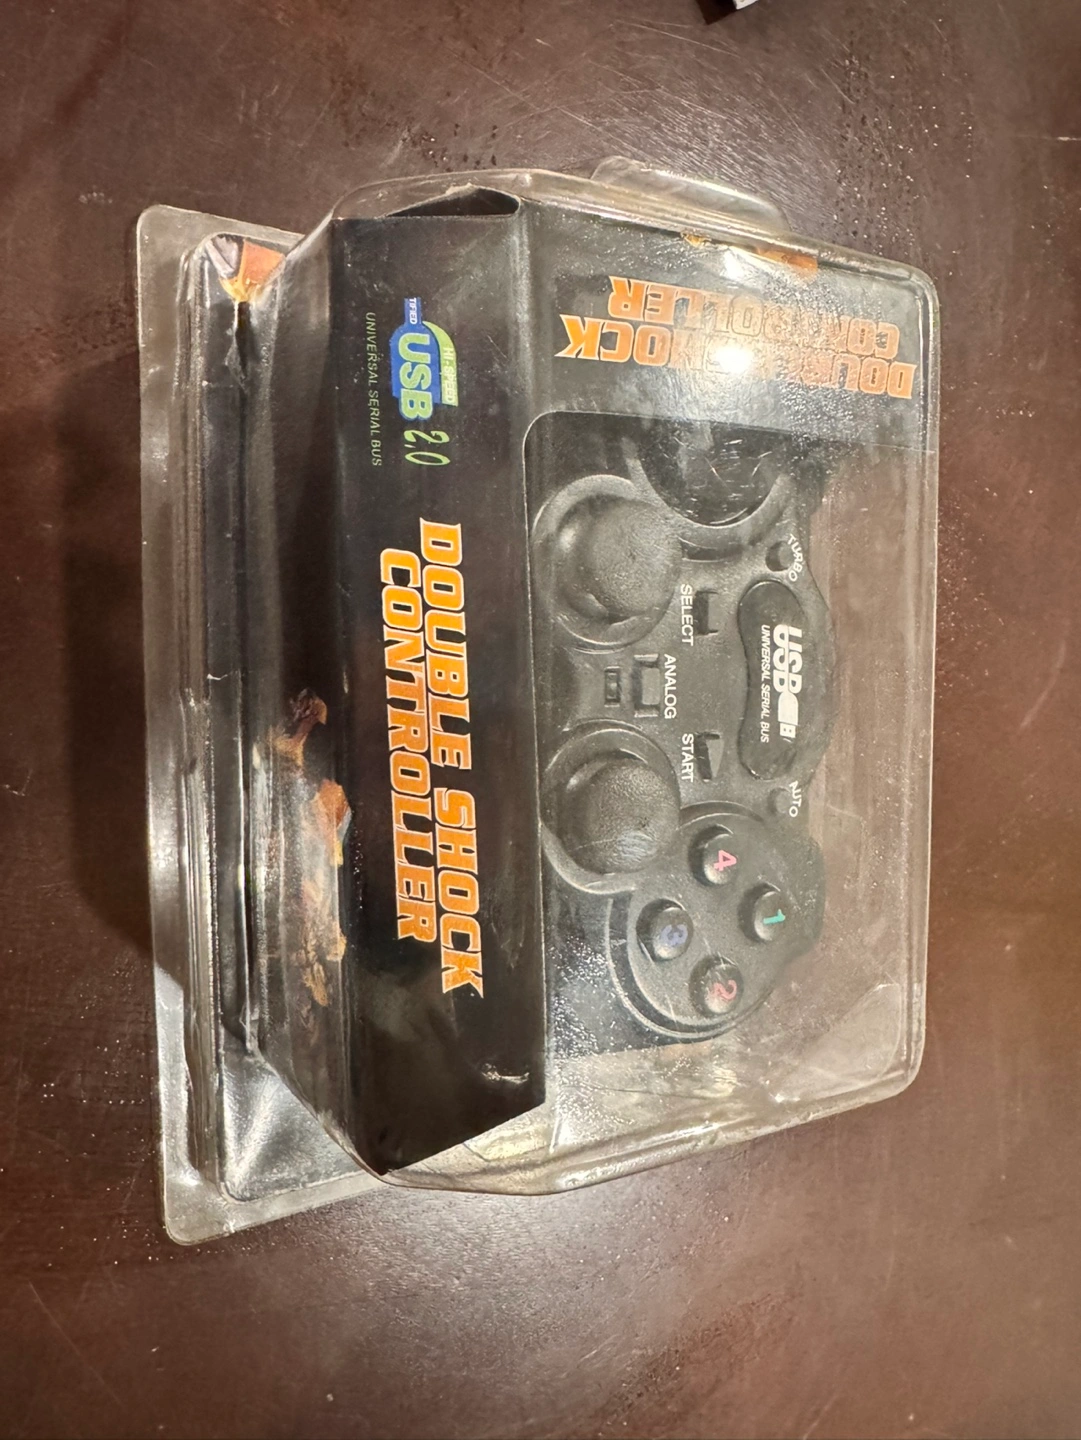 DOUBLE SHOCK
CONTROLLER
TURBO
USB
UNIVERSAL SERIAL BUS
AUTO
SELECT
START
ANALOG
1
4
2
3
HI-SPEED
TIFIED
USB 2,0
UNIVERSAL SERIAL BUS
DOUBLE SHOCK
CONTROLLER